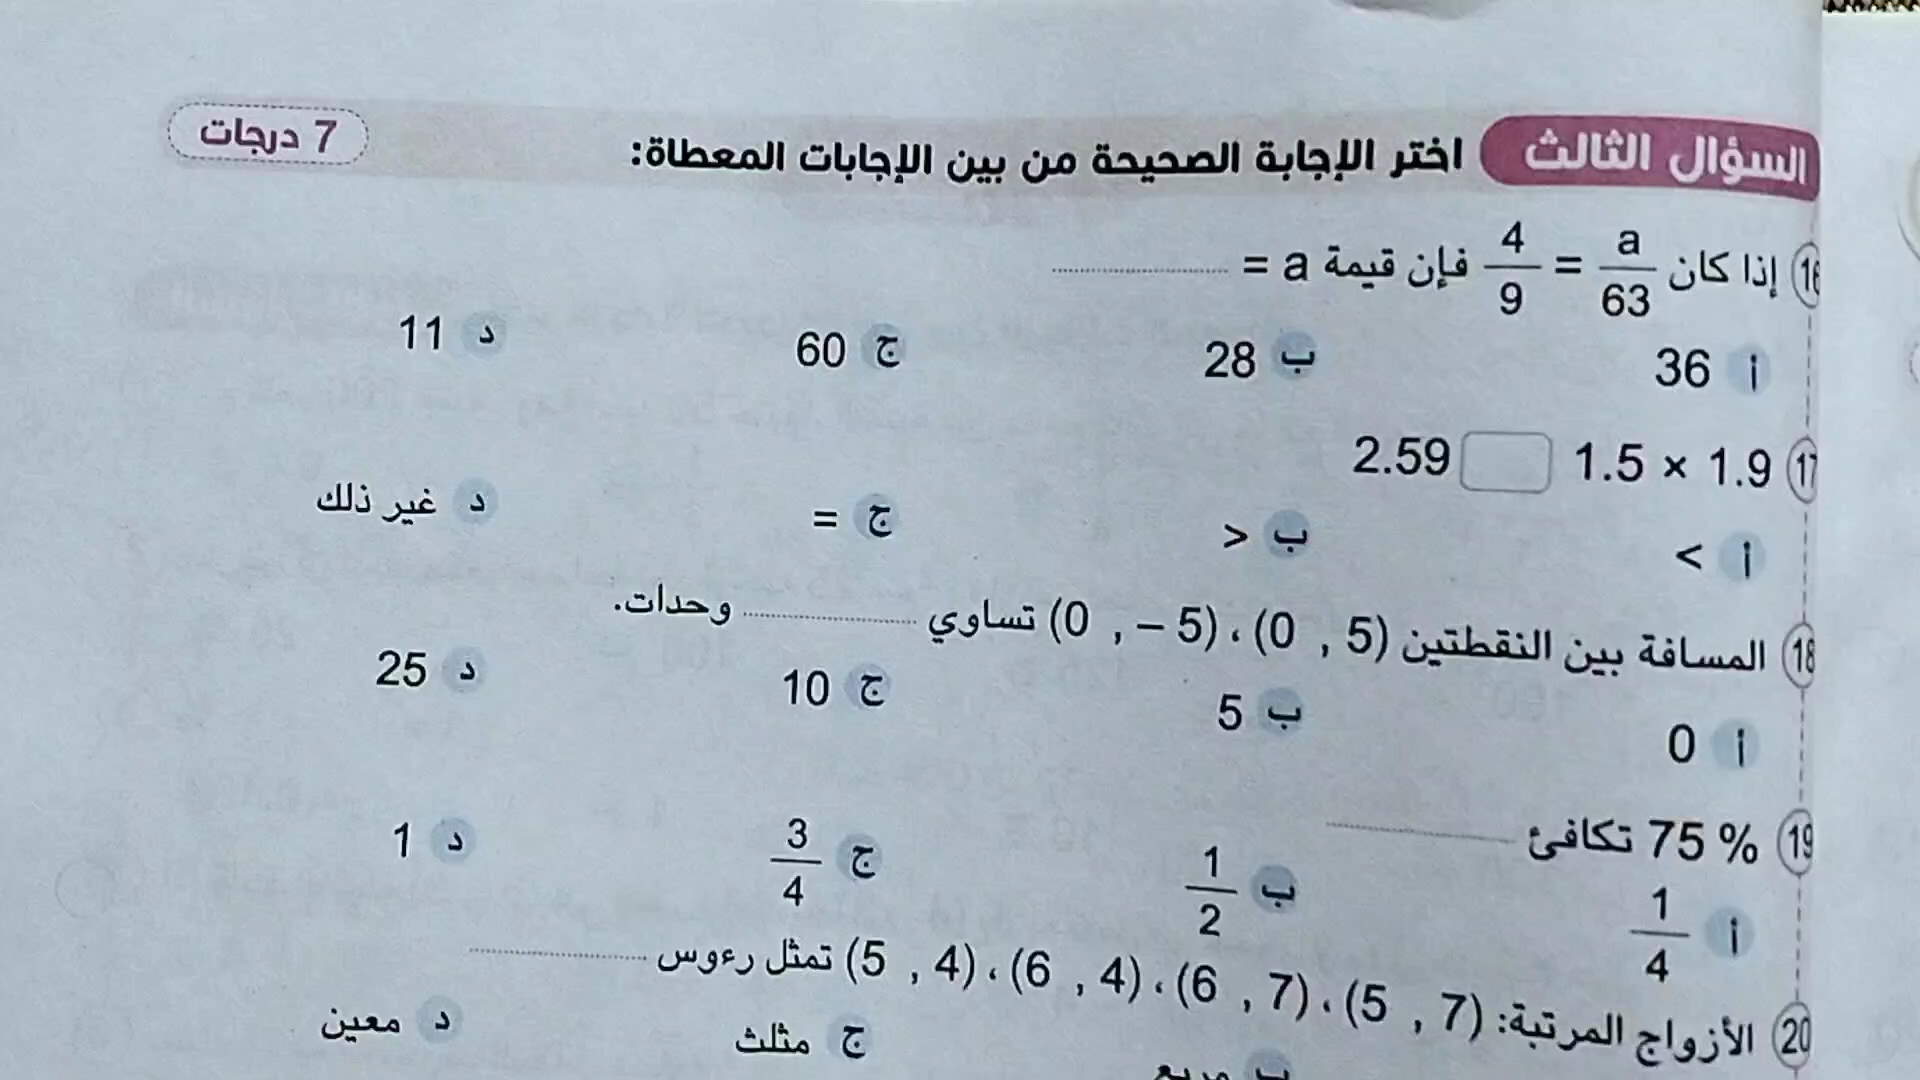 السؤال الثالث اختر الإجابة الصحيحة من بين الإجابات المعطاة: 7 درجات
16 إذا كان a/63 = 4/9 فإن قيمة a = ..........
أ 36 ب 28 ج 60 د 11
17 1.5 × 1.9 □ 2.59
أ < ب > ج = د غير ذلك
18 المسافة بين النقطتين (0 , 5)، (0 , – 5) تساوي .......... وحدات.
أ 0 ب 5 ج 10 د 25
19 75 % تكافئ ..........
أ 1/4 ب 1/2 ج 3/4 د 1
20 الأزواج المرتبة: (5 , 7)، (6 , 7)، (6 , 4)، (5 , 4) تمثل رءوس ..........
ب مربع ج مثلث د معين